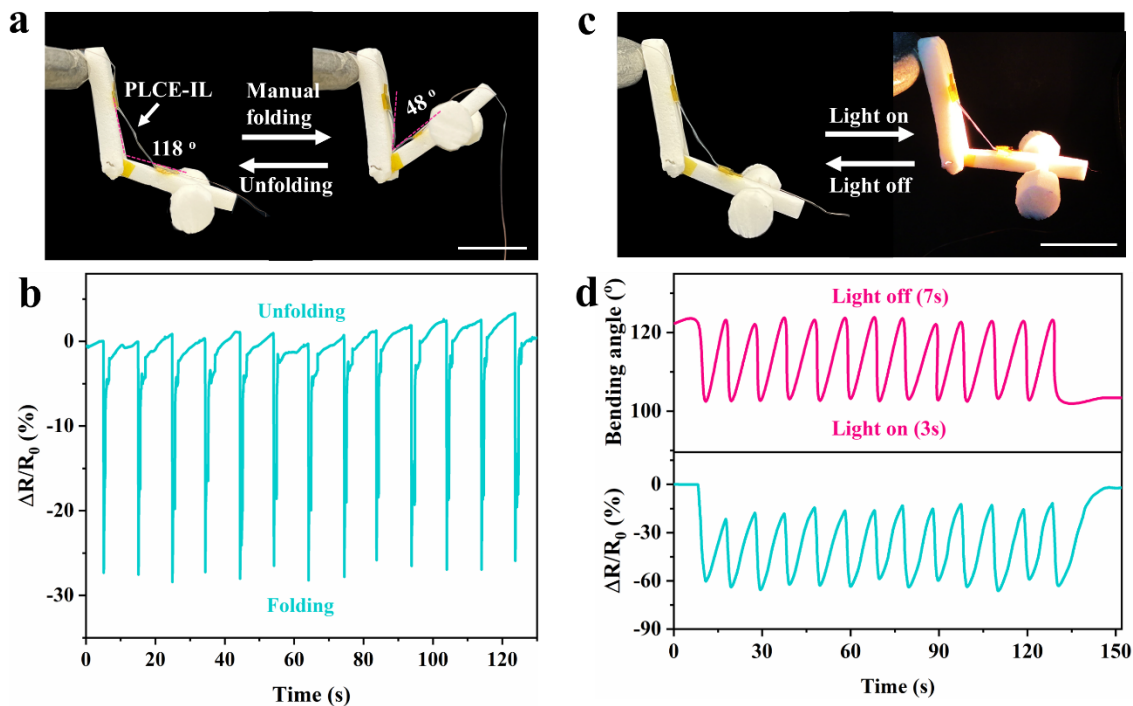 a
PLCE-IL
118 º
Manual
folding
Unfolding
48 º
c
Light on
Light off
b
Unfolding
Folding
0
-10
-20
-30
ΔR/R0 (%)
0
20
40
60
80
100
120
Time (s)
d
Light off (7s)
Light on (3s)
120
100
Bending angle (º)
0
-30
-60
-90
ΔR/R0 (%)
0
30
60
90
120
150
Time (s)